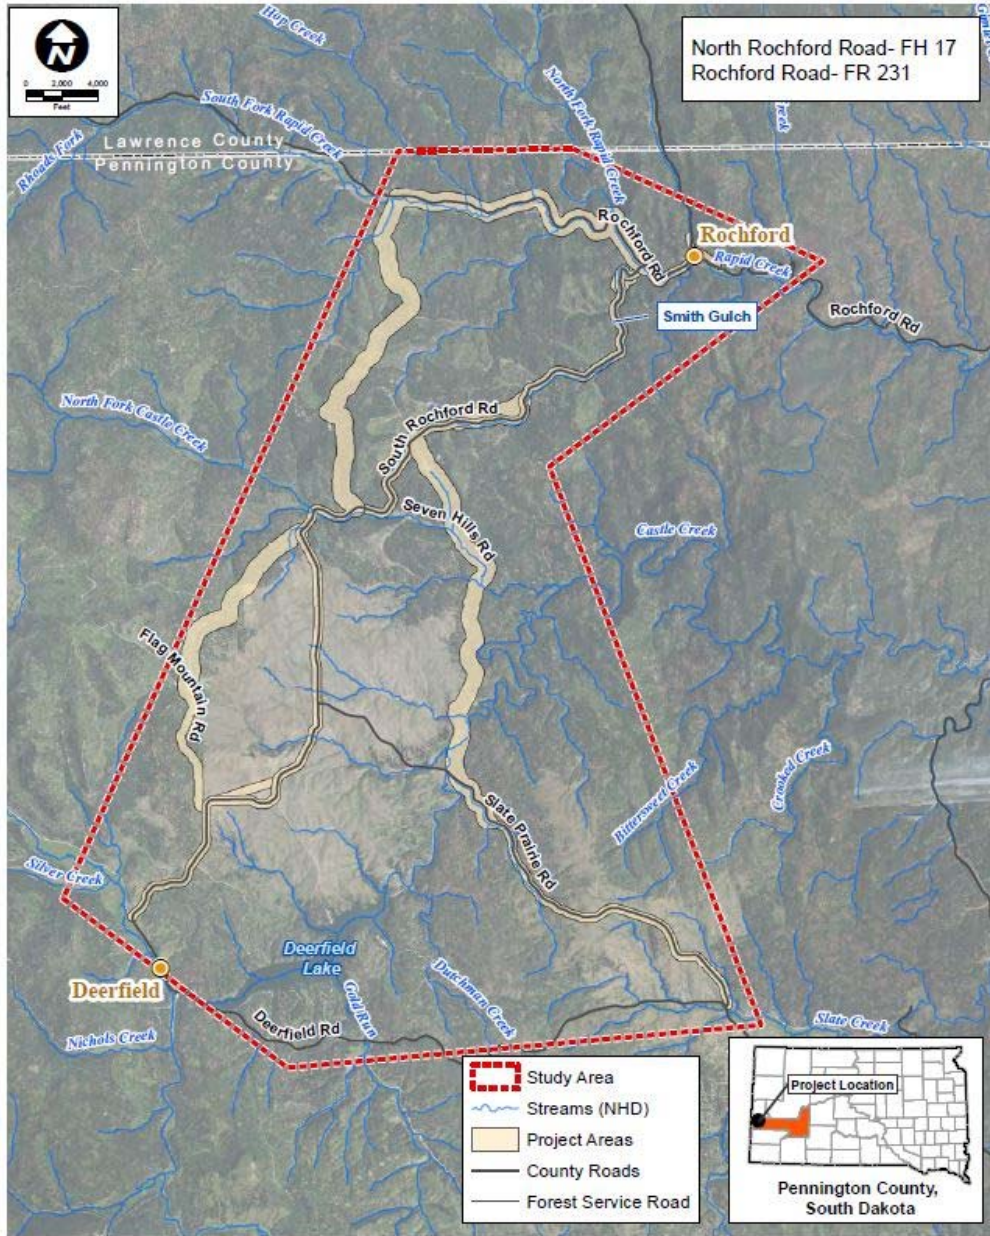 N
0 2,000 4,000
Feet
North Rochford Road- FH 17
Rochford Road- FR 231
Hop Creek
South Fork Rapid Creek
North Fork Rapid Creek
Creek
Rhoads Fork
Lawrence County
Pennington County
Rochford Rd
Rochford
Rapid Creek
Rochford Rd
Smith Gulch
North Fork Castle Creek
South Rochford Rd
Seven Hills Rd
Castle Creek
Flag Mountain Rd
Bittersweet Creek
Crooked Creek
Slate Prairie Rd
Silver Creek
Deerfield
Lake
Deerfield
Gold Run
Dutchman Creek
Nichols Creek
Deerfield Rd
Slate Creek
Study Area
Streams (NHD)
Project Areas
County Roads
Forest Service Road
Project Location
Pennington County,
South Dakota